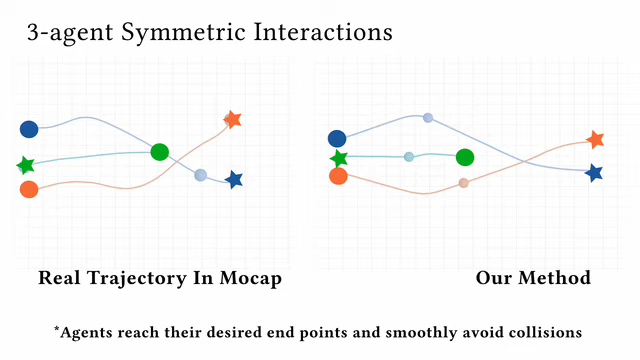 3-agent Symmetric Interactions
Real Trajectory In Mocap
Our Method
*Agents reach their desired end points and smoothly avoid collisions